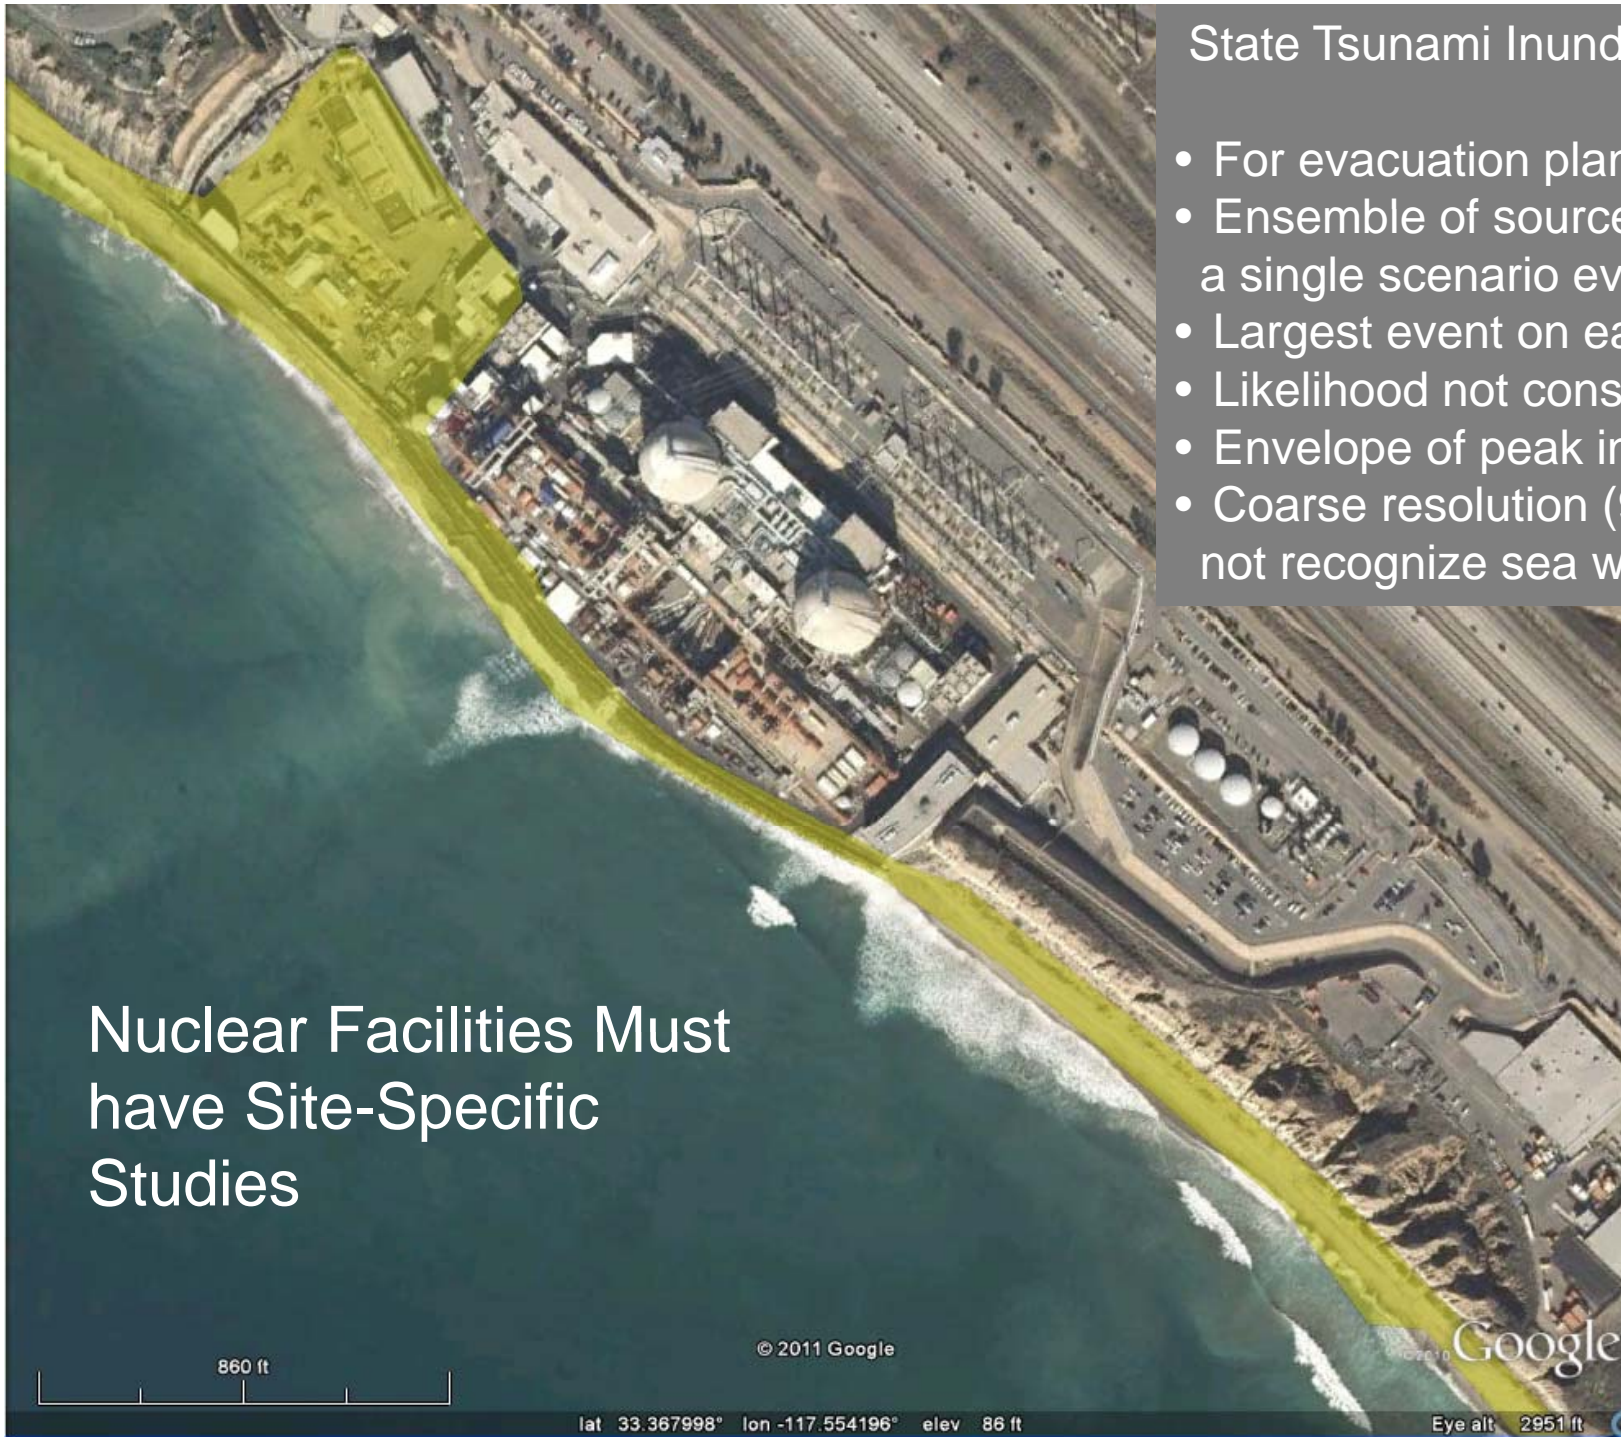 State Tsunami Inund
• For evacuation plan
• Ensemble of source
a single scenario ev
• Largest event on ea
• Likelihood not cons
• Envelope of peak in
• Coarse resolution (
not recognize sea w
Nuclear Facilities Must
have Site-Specific
Studies
860 ft
© 2011 Google
©2010 Google
lat 33.367998° lon -117.554196° elev 86 ft
Eye alt 2951 ft